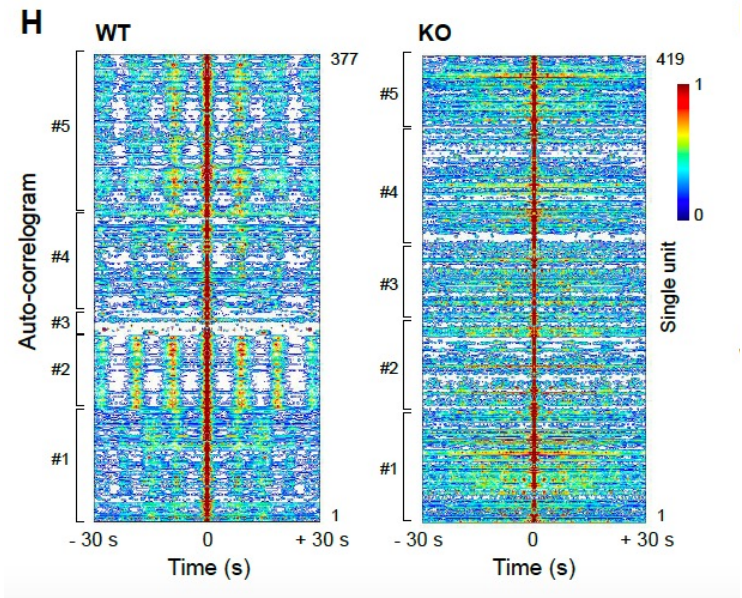 H
WT
KO
377
419
1
0
#5
#4
#3
#2
#1
#5
#4
#3
#2
#1
Auto-correlogram
Single unit
1
1
- 30 s
0
+ 30 s
- 30 s
0
+ 30 s
Time (s)
Time (s)